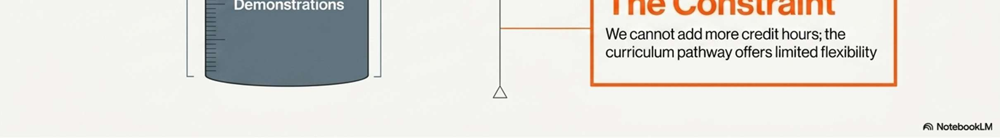 Demonstrations
The Constraint
We cannot add more credit hours; the
curriculum pathway offers limited flexibility
NotebookLM